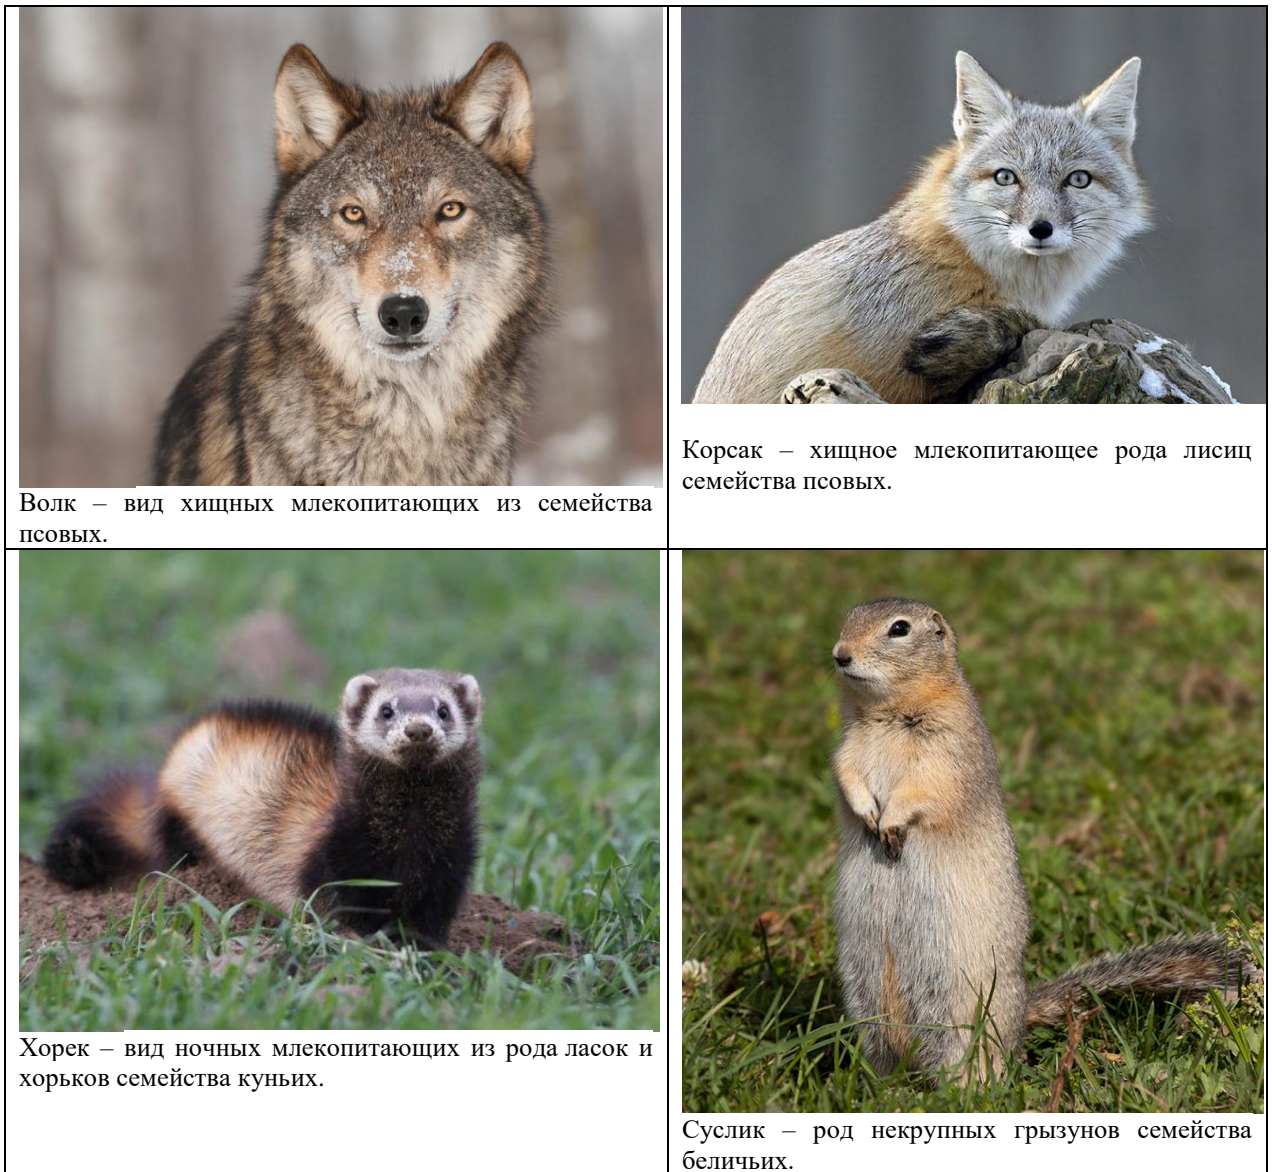 Волк – вид хищных млекопитающих из семейства
псовых.
Корсак – хищное млекопитающее рода лисиц
семейства псовых.
Хорек – вид ночных млекопитающих из рода ласок и
хорьков семейства куньих.
Суслик – род некрупных грызунов семейства
беличьих.